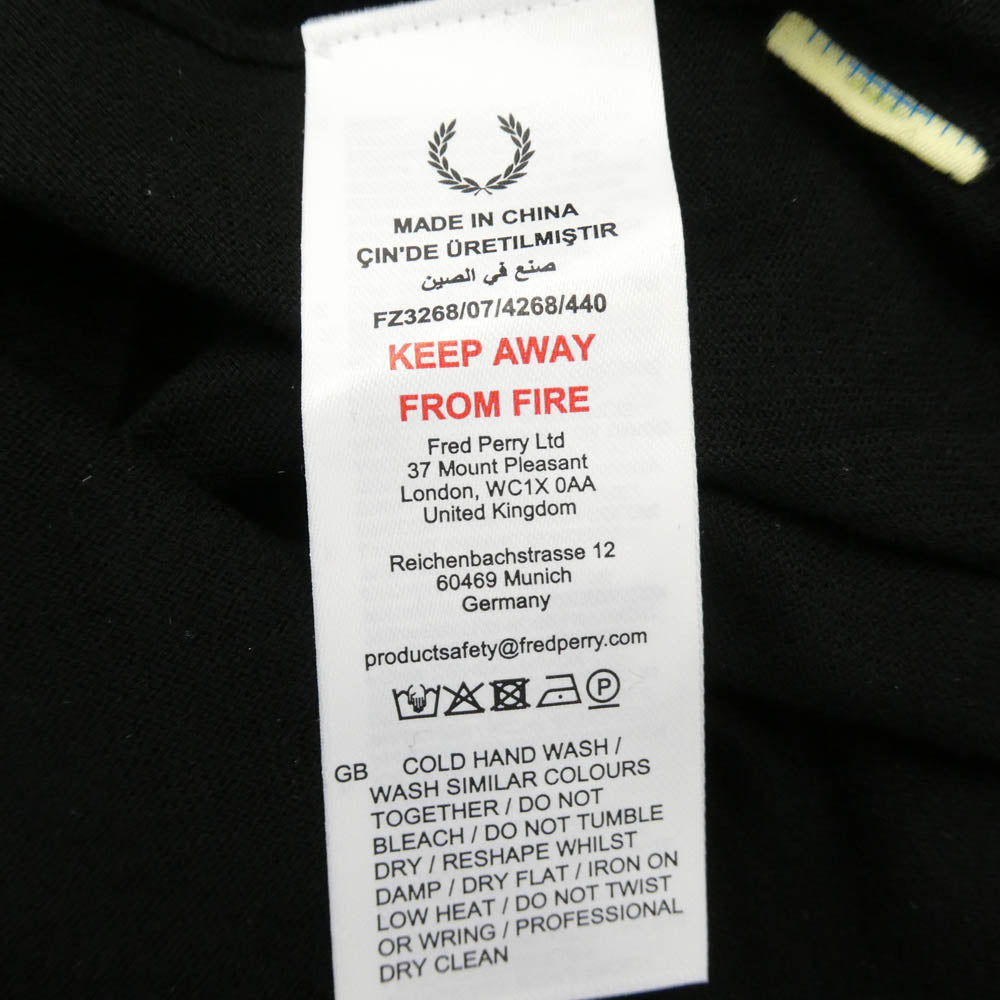 MADE IN CHINA
ÇIN'DE ÜRETILMIŞTIR
صنع في الصين
FZ3268/07/4268/440
KEEP AWAY
FROM FIRE
Fred Perry Ltd
37 Mount Pleasant
London, WC1X 0AA
United Kingdom
Reichenbachstrasse 12
60469 Munich
Germany
productsafety@fredperry.com
P
GB COLD HAND WASH /
WASH SIMILAR COLOURS
TOGETHER / DO NOT
BLEACH / DO NOT TUMBLE
DRY / RESHAPE WHILST
DAMP / DRY FLAT / IRON ON
LOW HEAT / DO NOT TWIST
OR WRING / PROFESSIONAL
DRY CLEAN